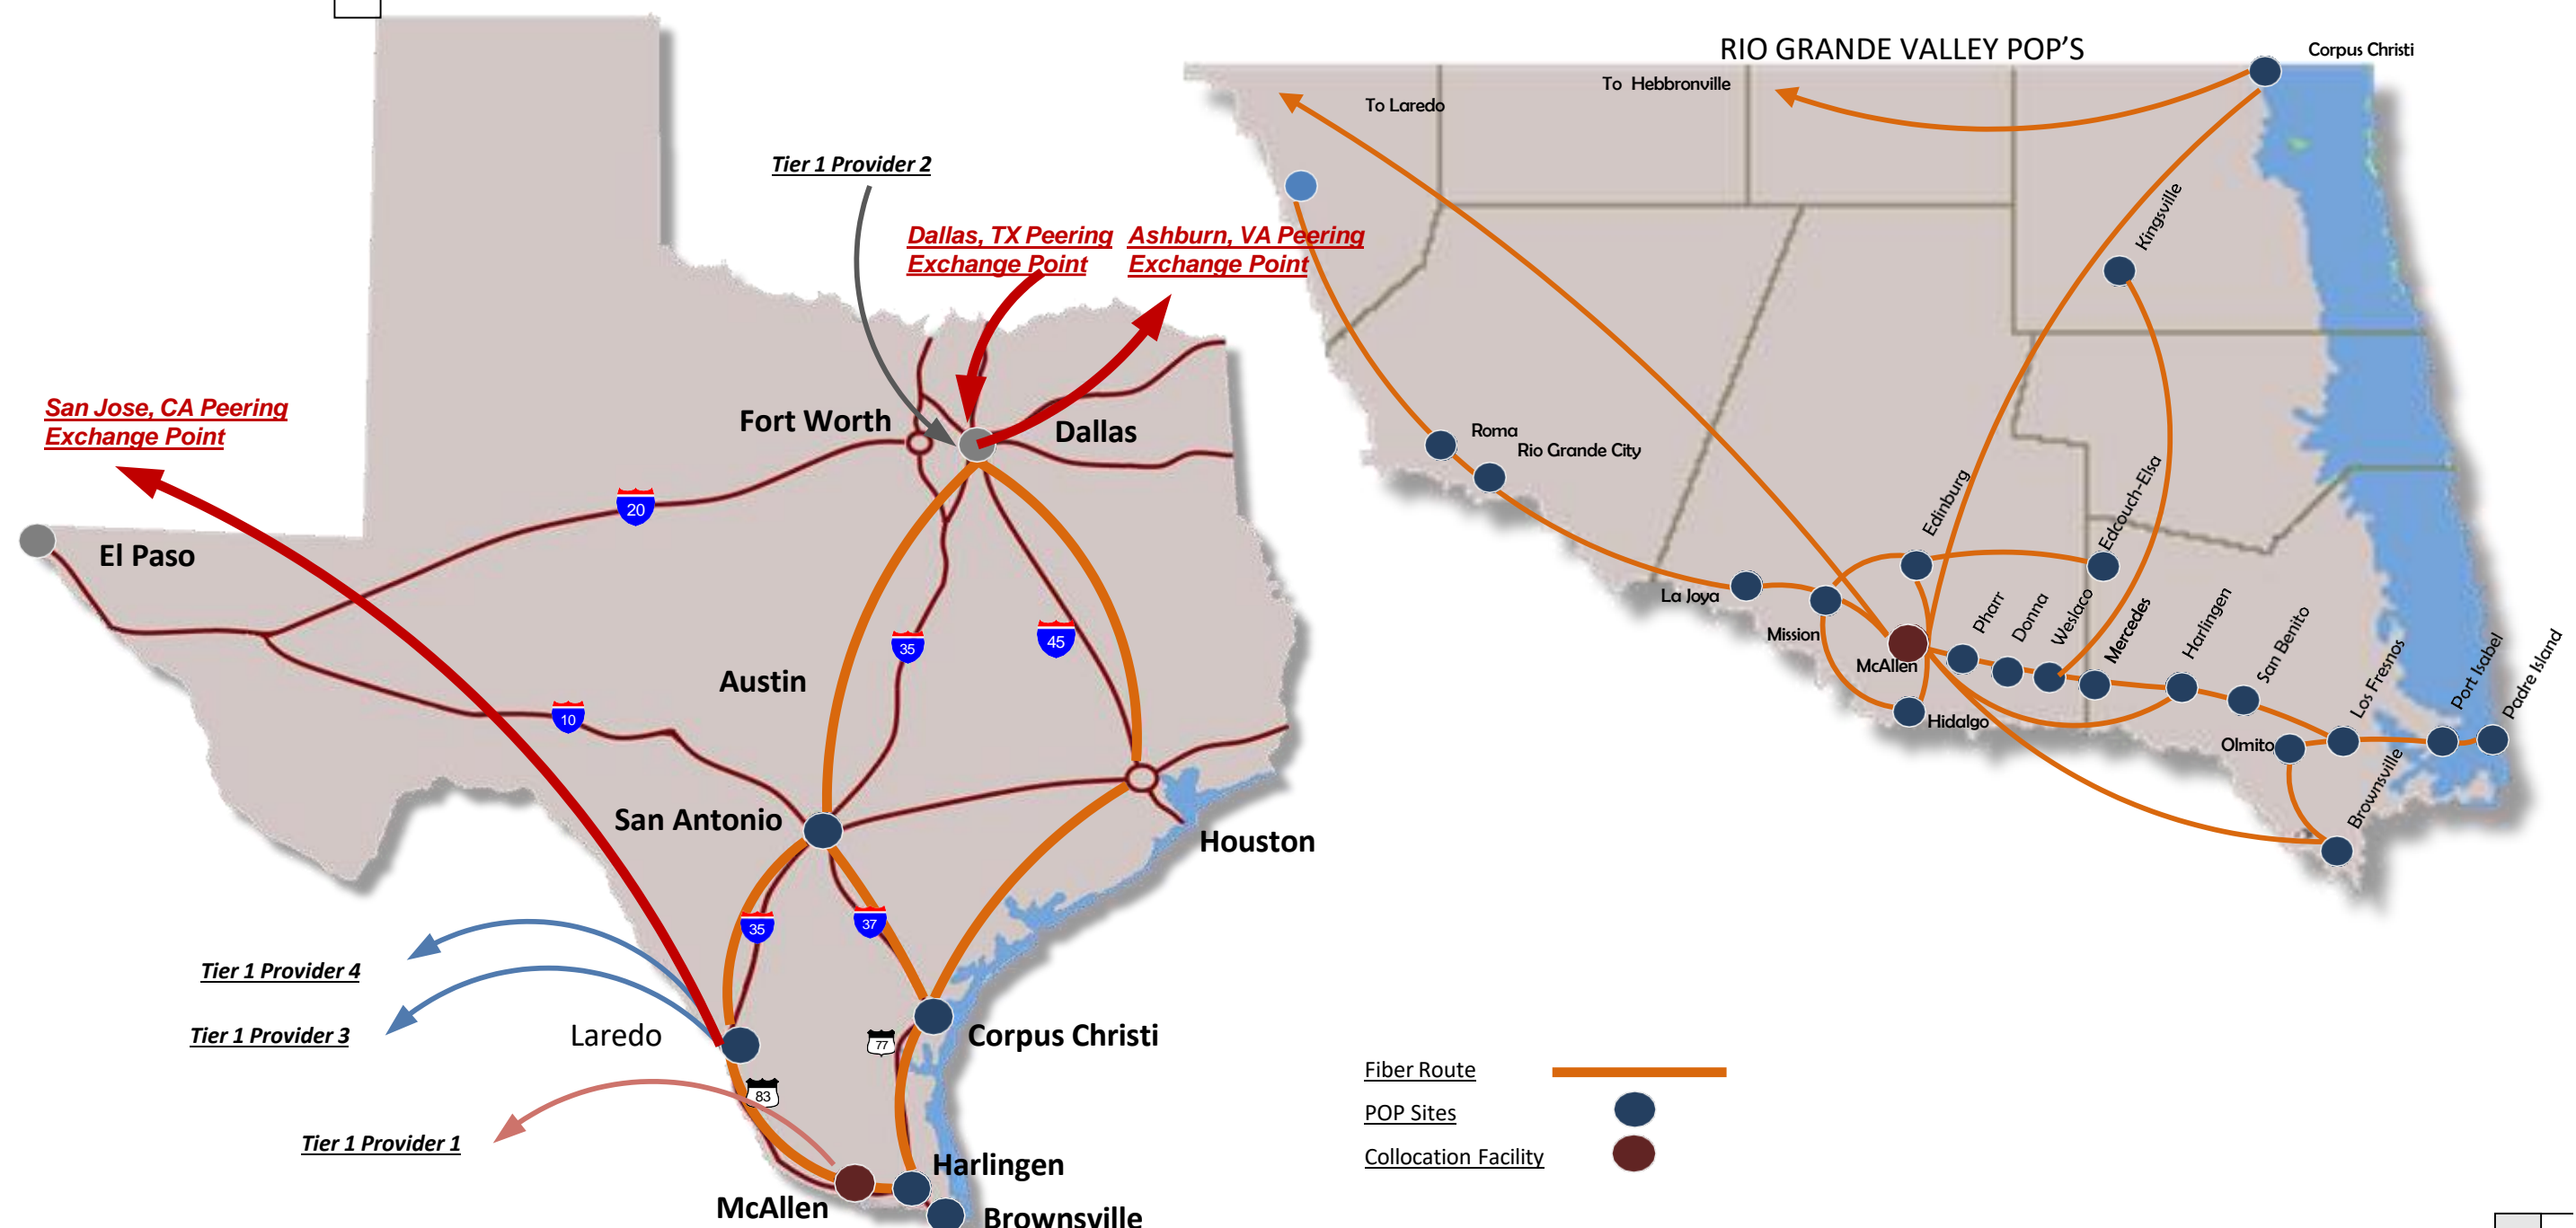 RIO GRANDE VALLEY POP'S
Corpus Christi
To Hebbronville
To Laredo
Kingsville
Roma
Rio Grande City
Edinburg
Edcouch-Elsa
La Joya
Mission
McAllen
Hidalgo
Pharr
Donna
Weslaco
Mercedes
Harlingen
San Benito
Los Fresnos
Port Isabel
Padre Island
Olmito
Brownsville
Tier 1 Provider 2
Dallas, TX Peering
Exchange Point
Ashburn, VA Peering
Exchange Point
San Jose, CA Peering
Exchange Point
Fort Worth
Dallas
20
El Paso
35
45
Austin
10
San Antonio
Houston
35
37
Tier 1 Provider 4
Tier 1 Provider 3
Laredo
77
Corpus Christi
83
Tier 1 Provider 1
Harlingen
McAllen
Brownsville
Fiber Route
POP Sites
Collocation Facility